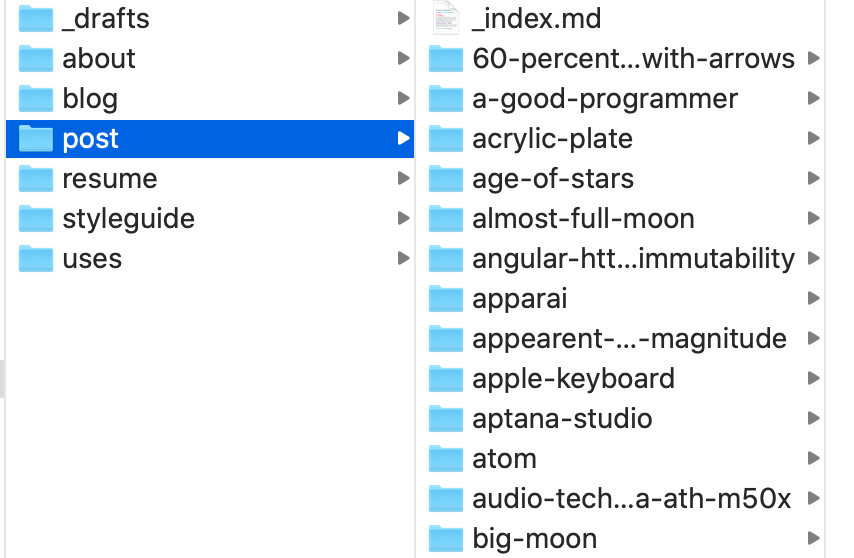 _drafts
about
blog
post
resume
styleguide
uses
_index.md
60-percent...with-arrows
a-good-programmer
acrylic-plate
age-of-stars
almost-full-moon
angular-htt...immutability
apparai
appearent-...-magnitude
apple-keyboard
aptana-studio
atom
audio-tech...a-ath-m50x
big-moon